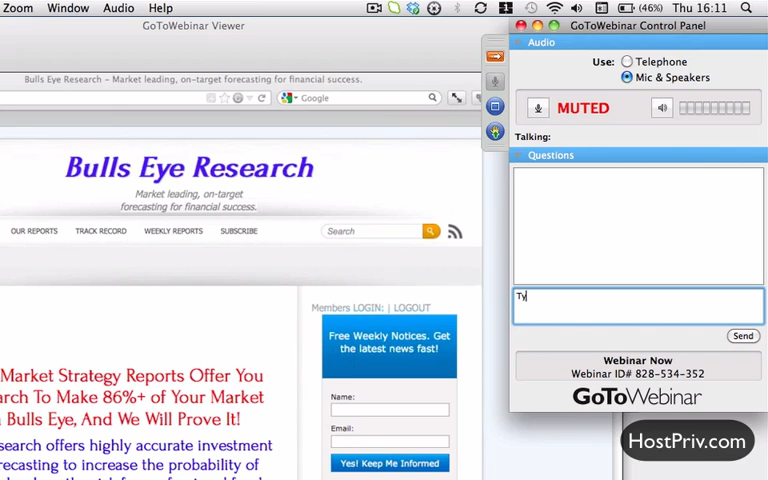 Zoom Window Audio Help
(46%) Thu 16:11
GoToWebinar Viewer
GoToWebinar Control Panel
Audio
Use: Telephone
Mic & Speakers
MUTED
Talking:
Questions
Ty
Send
Webinar Now
Webinar ID# 828-534-352
GoToWebinar
Bulls Eye Research – Market leading, on-target forecasting for financial success.
Google
Bulls Eye Research
Market leading, on-target
forecasting for financial success.
OUR REPORTS TRACK RECORD WEEKLY REPORTS SUBSCRIBE
Search
Members LOGIN: | LOGOUT
Free Weekly Notices. Get
the latest news fast!
Name:
Email:
Yes! Keep Me Informed
Market Strategy Reports Offer You
arch To Make 86%+ of Your Market
Bulls Eye, And We Will Prove It!
search offers highly accurate investment
recasting to increase the probability of
HostPriv.com